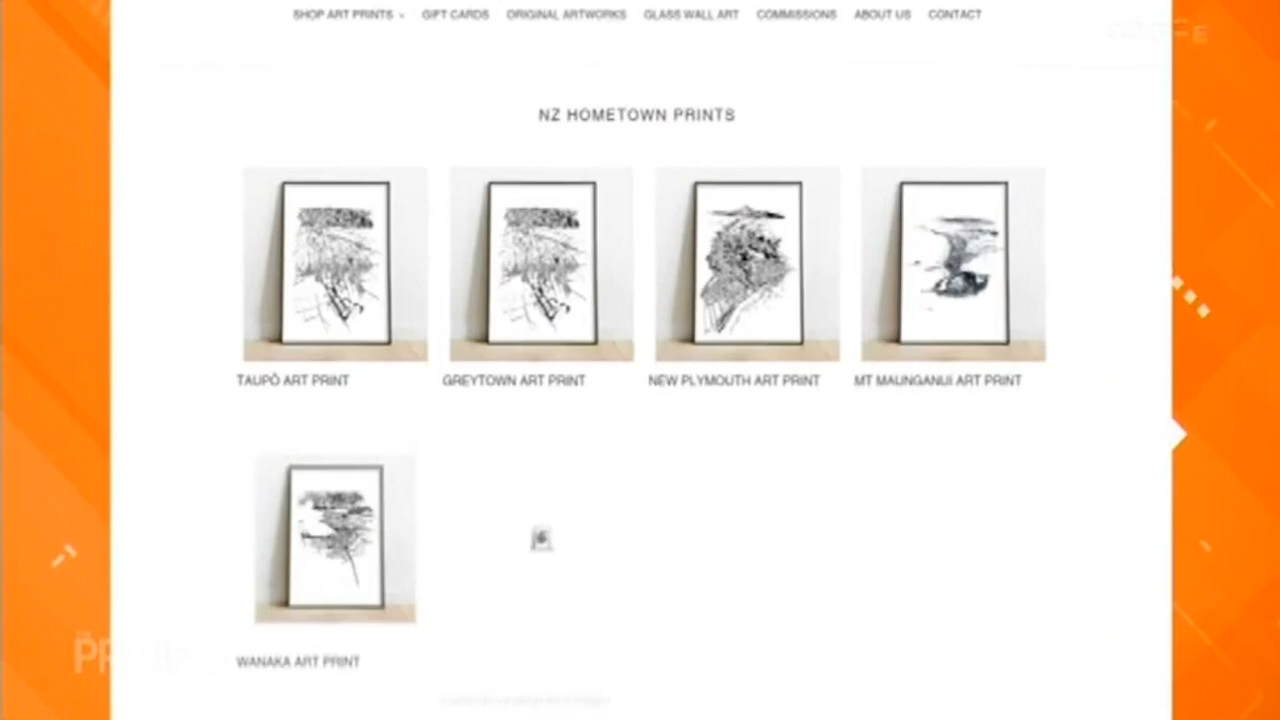 SHOP ART PRINTS GIFT CARDS ORIGINAL ARTWORKS GLASS WALL ART COMMISSIONS ABOUT US CONTACT
NZ HOMETOWN PRINTS
TAUPŌ ART PRINT GREYTOWN ART PRINT NEW PLYMOUTH ART PRINT MT MAUNGANUI ART PRINT
WANAKA ART PRINT